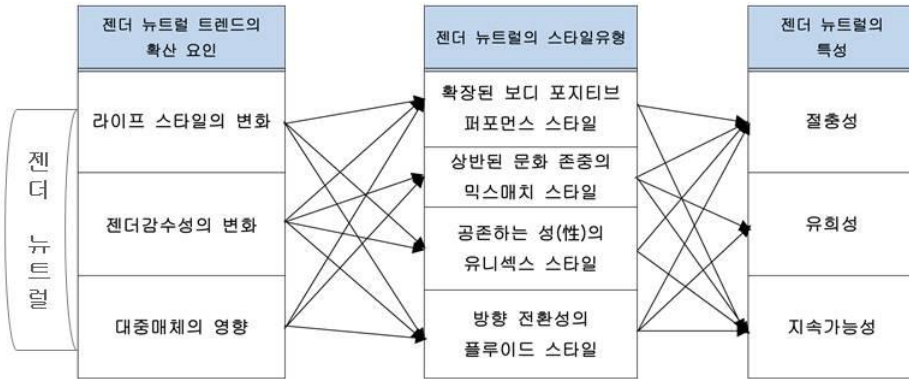 젠더 뉴트럴
젠더 뉴트럴 트렌드의
확산 요인
라이프 스타일의 변화
젠더감수성의 변화
대중매체의 영향
젠더 뉴트럴의 스타일유형
확장된 보디 포지티브
퍼포먼스 스타일
상반된 문화 존중의
믹스매치 스타일
공존하는 성(性)의
유니섹스 스타일
방향 전환성의
플루이드 스타일
젠더 뉴트럴의
특성
절충성
유희성
지속가능성